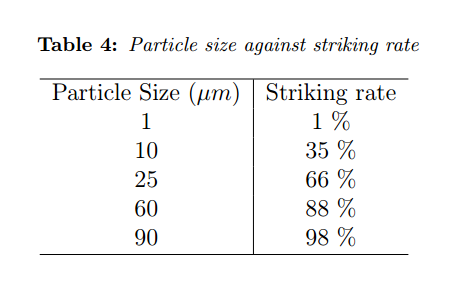 Table 4: Particle size against striking rate
Particle Size (μm) Striking rate
1 1 %
10 35 %
25 66 %
60 88 %
90 98 %